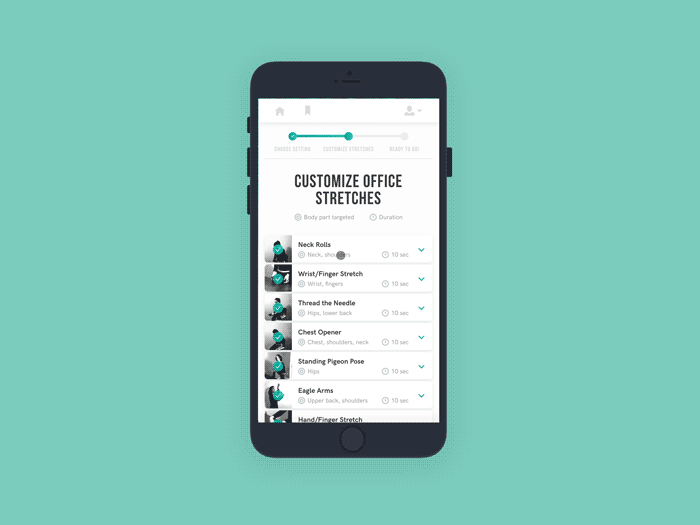 CHOOSE SETTING CUSTOMIZE STRETCHES READY TO GO!
CUSTOMIZE OFFICE
STRETCHES
Body part targeted Duration
Neck Rolls
Neck, shoulders 10 sec
Wrist/Finger Stretch
Wrist, fingers 10 sec
Thread the Needle
Hips, lower back 10 sec
Chest Opener
Chest, shoulders, neck 10 sec
Standing Pigeon Pose
Hips 10 sec
Eagle Arms
Upper back, shoulders 10 sec
Hand/Finger Stretch